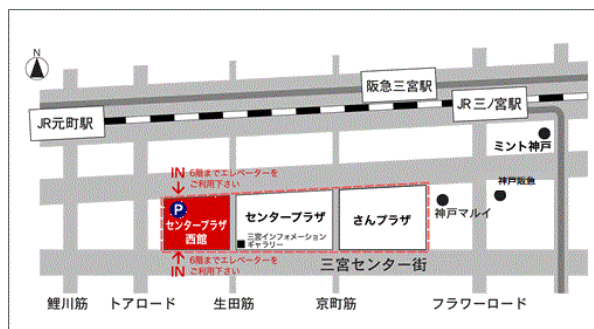 N
阪急三宮駅
JR三ノ宮駅
JR元町駅
ミント神戸
IN 6階までエレベーターを
ご利用下さい
神戸阪急
P
センタープラザ
西館
センタープラザ
三宮インフォメーション
ギャラリー
さんプラザ
神戸マルイ
IN 6階までエレベーターを
ご利用下さい
三宮センター街
鯉川筋 トアロード 生田筋 京町筋 フラワーロード